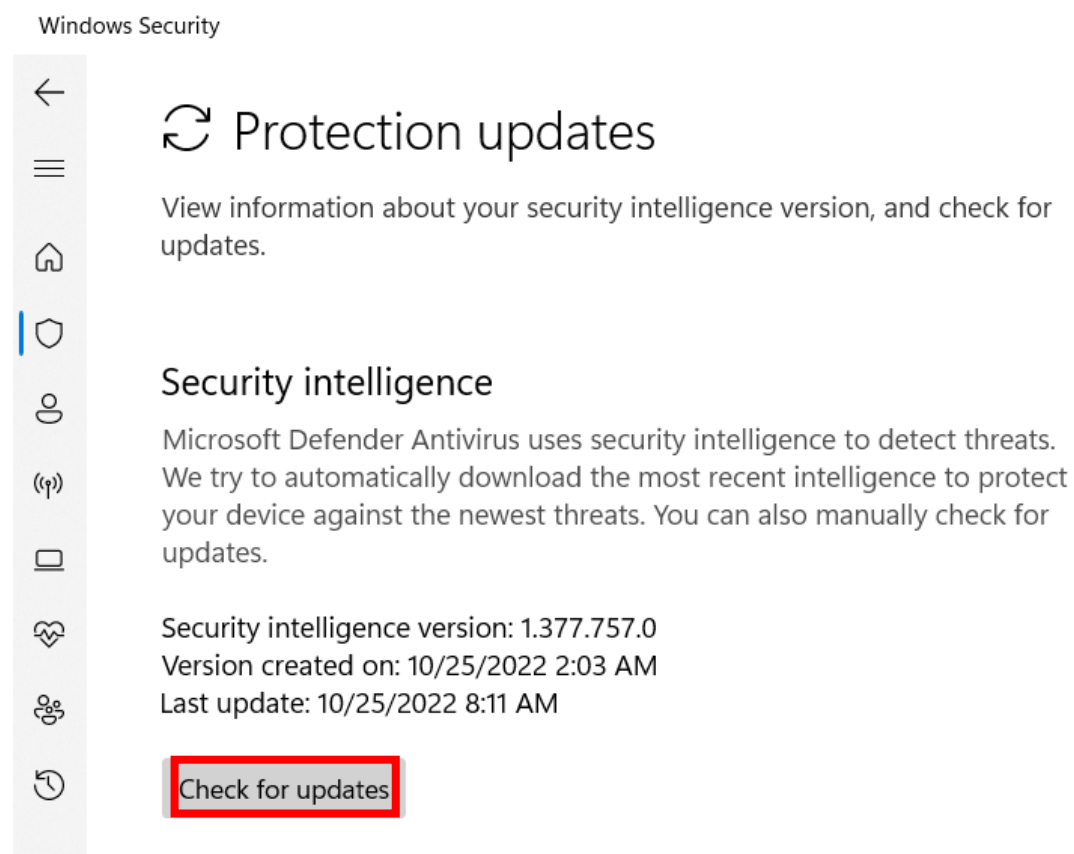 Windows Security
Protection updates
View information about your security intelligence version, and check for
updates.
Security intelligence
Microsoft Defender Antivirus uses security intelligence to detect threats.
We try to automatically download the most recent intelligence to protect
your device against the newest threats. You can also manually check for
updates.
Security intelligence version: 1.377.757.0
Version created on: 10/25/2022 2:03 AM
Last update: 10/25/2022 8:11 AM
Check for updates